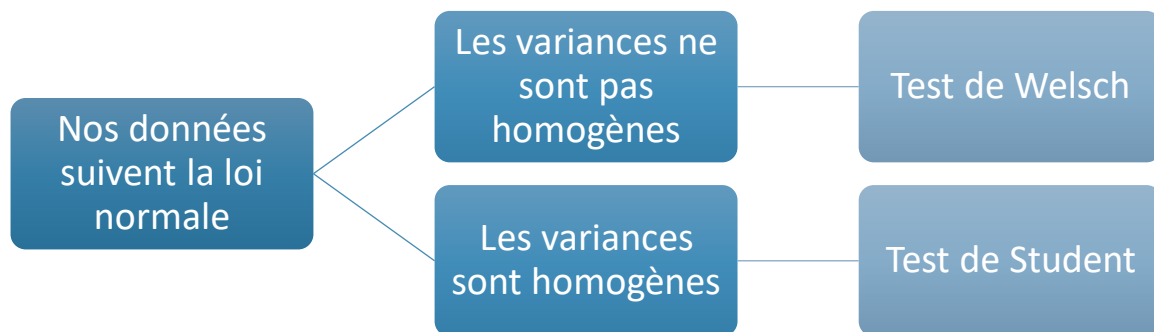 Nos données
suivent la loi
normale
Les variances ne
sont pas
homogènes
Test de Welsch
Les variances
sont homogènes
Test de Student